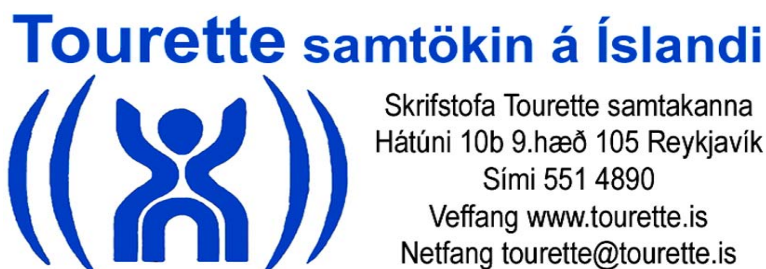 Tourette samtökin á Íslandi
Skrifstofa Tourette samtakanna
Hátúni 10b 9.hæð 105 Reykjavík
Sími 551 4890
Veffang www.tourette.is
Netfang tourette@tourette.is